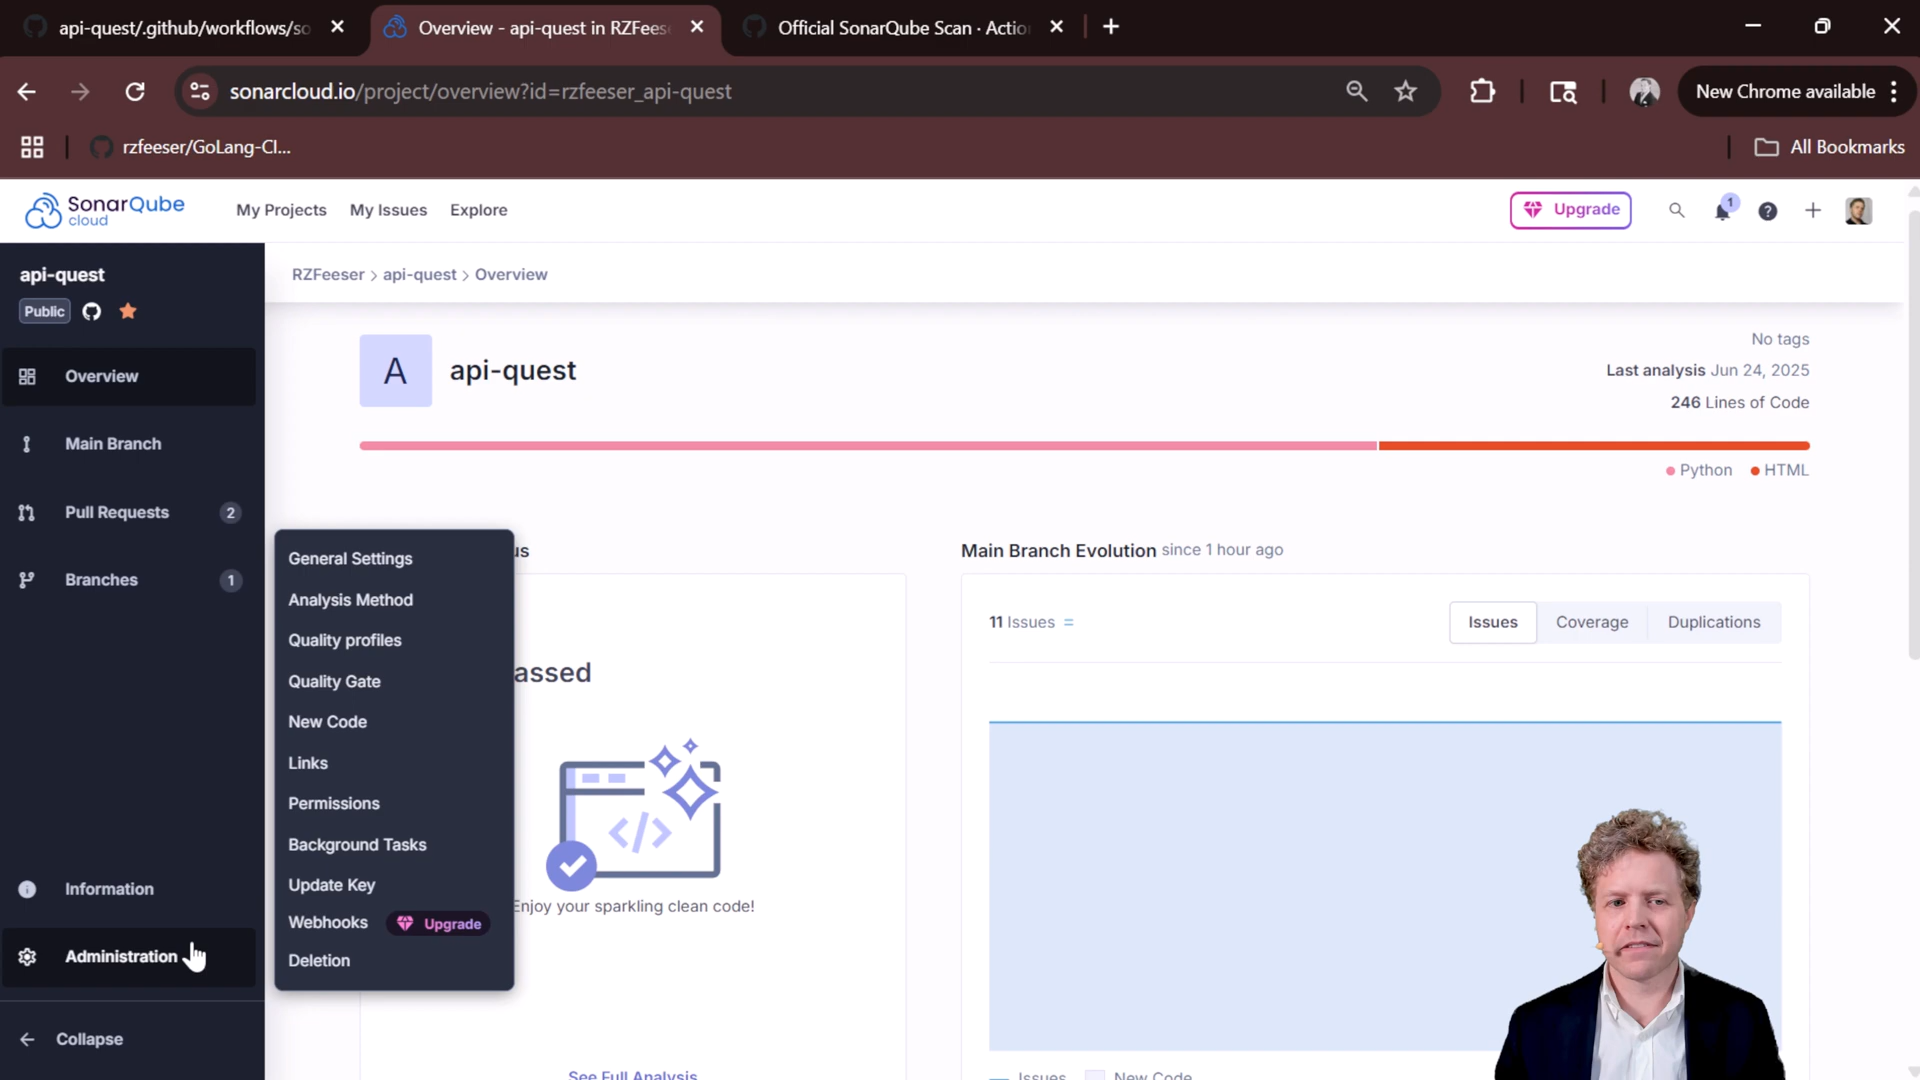 api-quest/.github/workflows/so
Overview - api-quest in RZFees
Official SonarQube Scan · Actio
sonarcloud.io/project/overview?id=rzfeeser_api-quest
New Chrome available
rzfeeser/GoLang-Cl...
All Bookmarks
SonarQube
cloud
My Projects
My Issues
Explore
Upgrade
1
api-quest
Public
RZFeeser > api-quest > Overview
Overview
Main Branch
Pull Requests 2
Branches 1
Information
Administration
Collapse
General Settings
Analysis Method
Quality profiles
Quality Gate
New Code
Links
Permissions
Background Tasks
Update Key
Webhooks Upgrade
Deletion
A
api-quest
No tags
Last analysis Jun 24, 2025
246 Lines of Code
Python HTML
us
assed
Enjoy your sparkling clean code!
See Full Analysis
Main Branch Evolution since 1 hour ago
11 Issues =
Issues
Coverage
Duplications
Issues
New Code